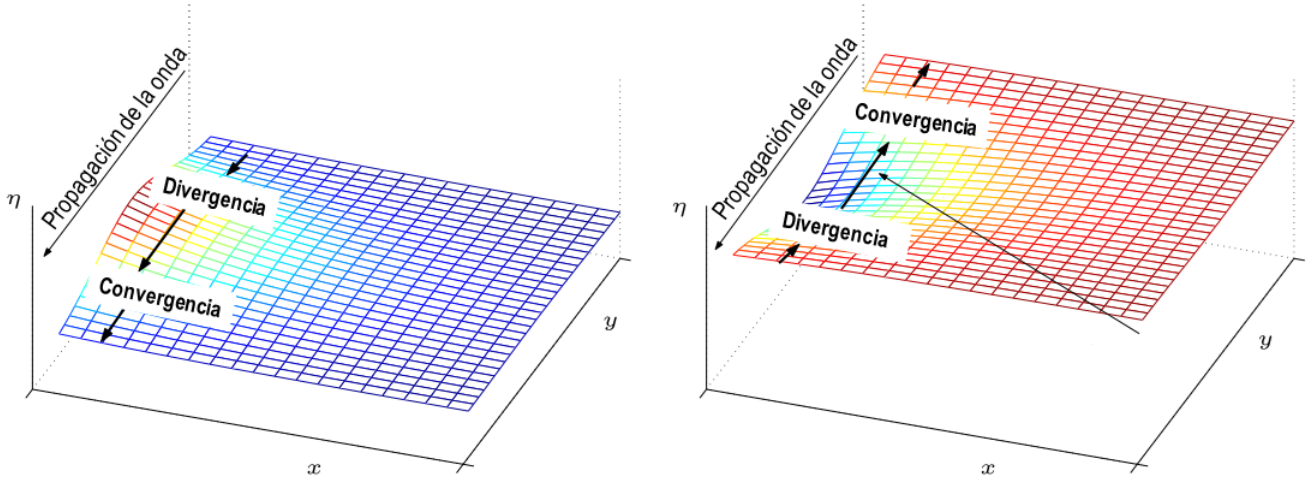 Propagación de la onda
Divergencia
Convergencia
η
x
y
Propagación de la onda
Convergencia
Divergencia
η
x
y